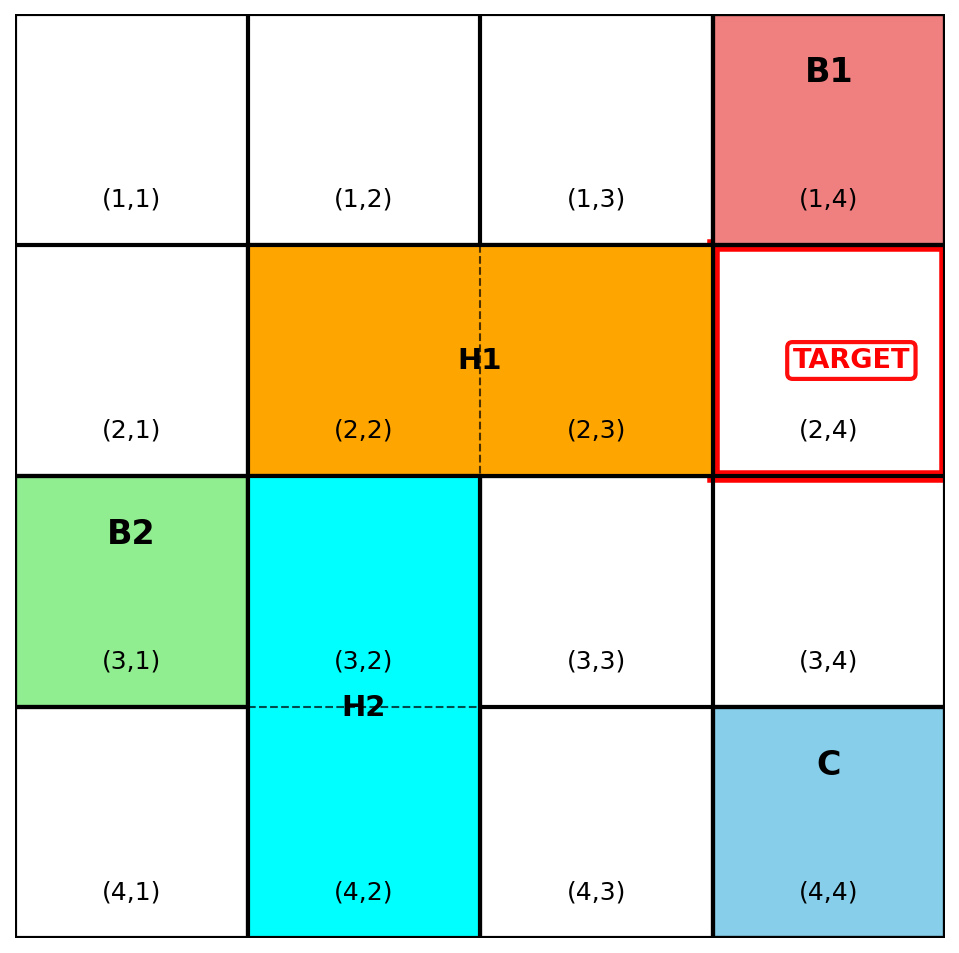 B1
(1,1) (1,2) (1,3) (1,4)
H1 TARGET
(2,1) (2,2) (2,3) (2,4)
B2
(3,1) (3,2) (3,3) (3,4)
H2
C
(4,1) (4,2) (4,3) (4,4)